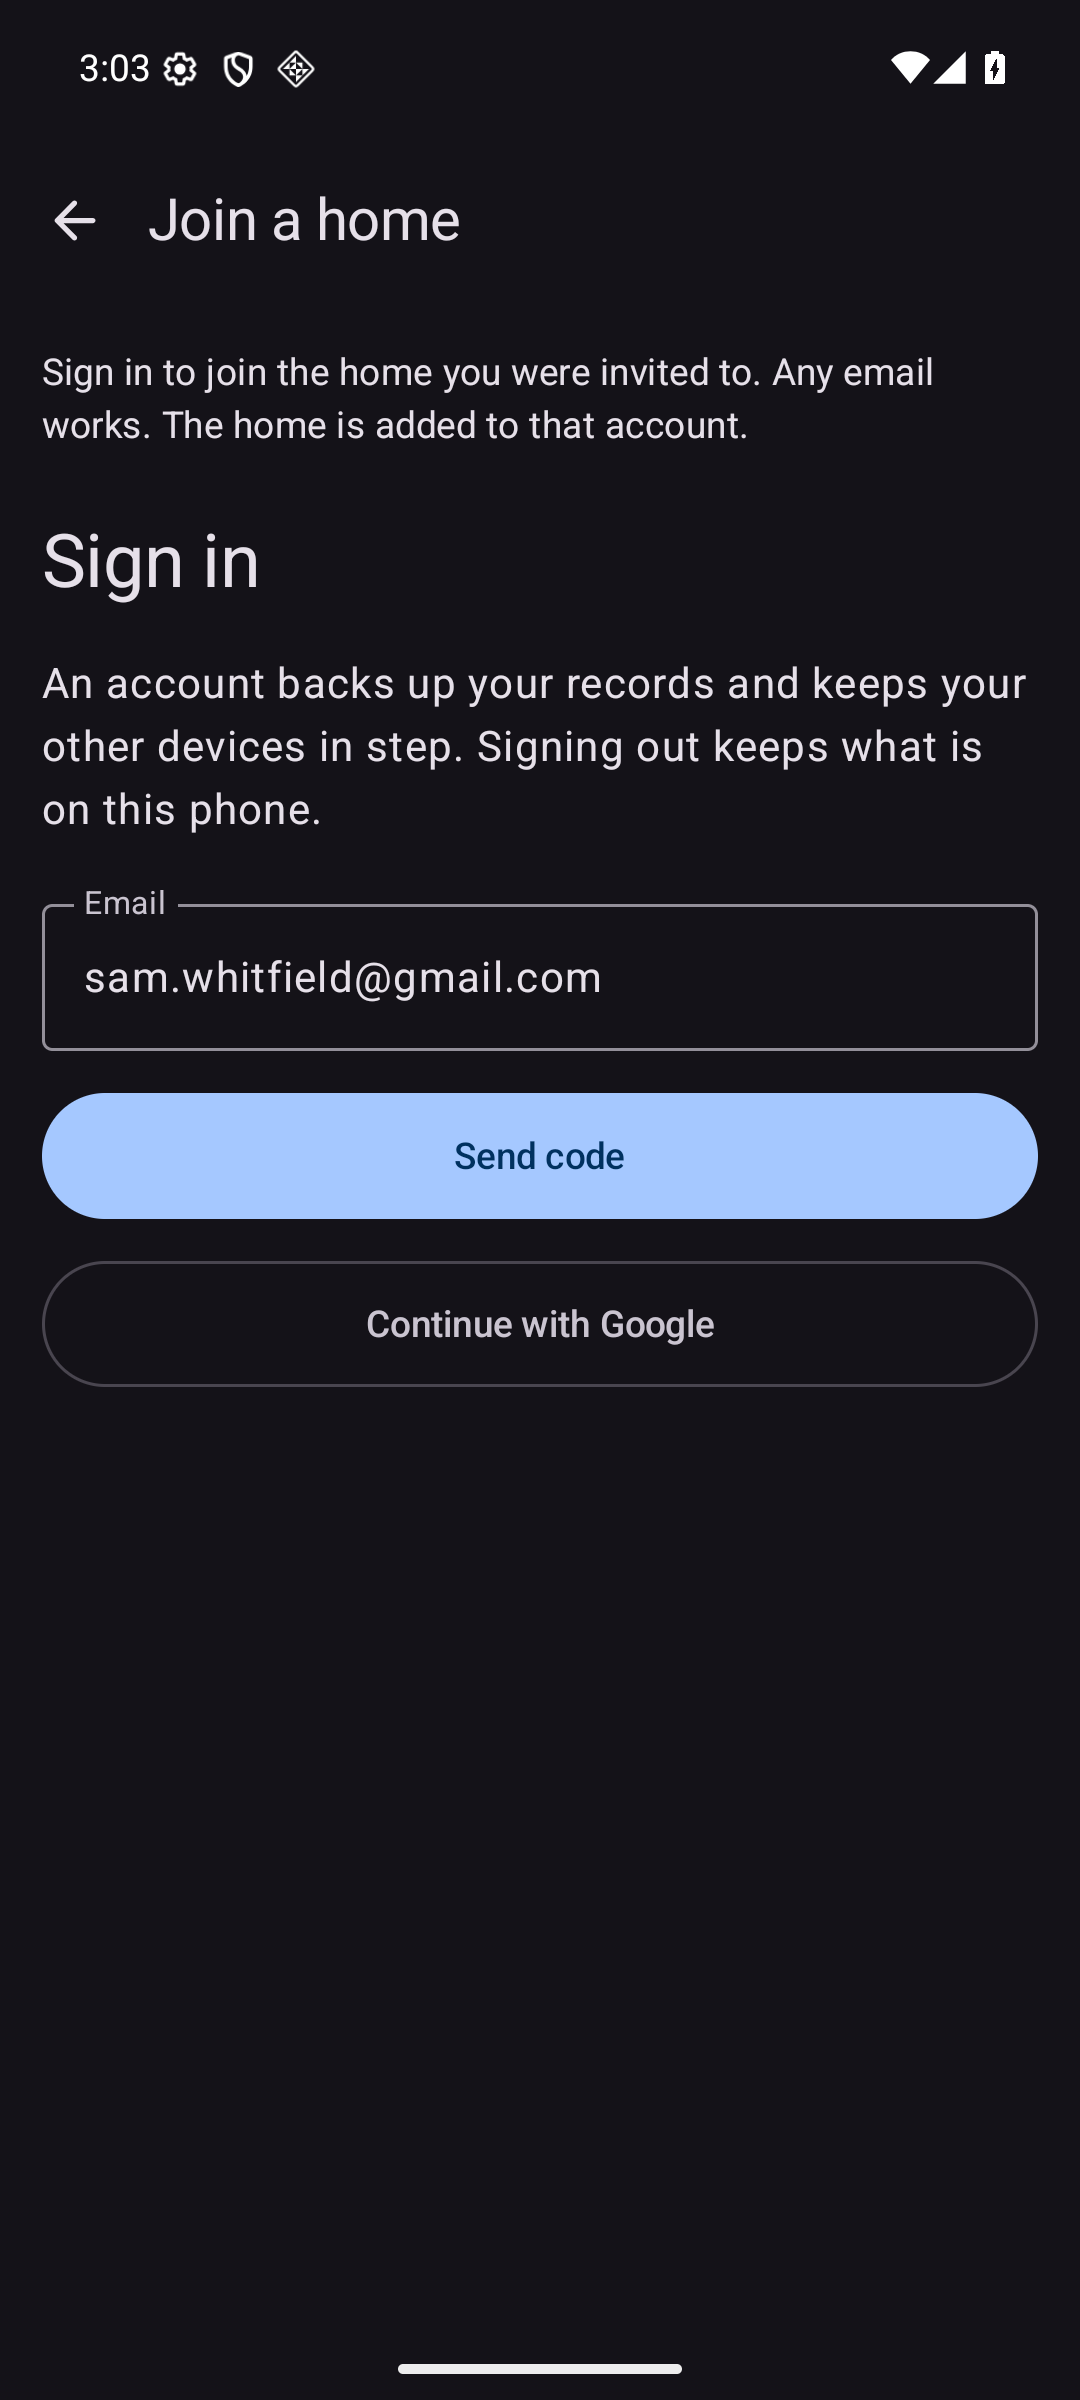 3:03
Join a home
Sign in to join the home you were invited to. Any email
works. The home is added to that account.
Sign in
An account backs up your records and keeps your
other devices in step. Signing out keeps what is
on this phone.
Email
sam.whitfield@gmail.com
Send code
Continue with Google